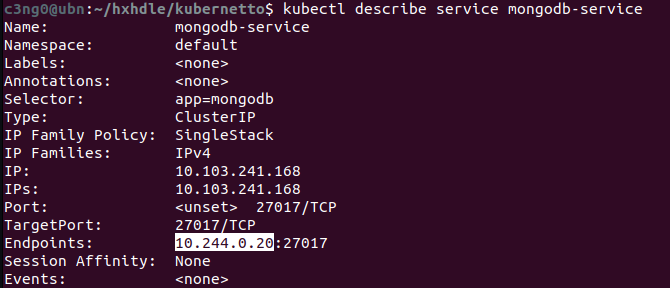 c3ng0@ubn:~/hxhdle/kubernetto$ kubectl describe service mongodb-service
Name:              mongodb-service
Namespace:         default
Labels:            <none>
Annotations:       <none>
Selector:          app=mongodb
Type:              ClusterIP
IP Family Policy:  SingleStack
IP Families:       IPv4
IP:                10.103.241.168
IPs:               10.103.241.168
Port:              <unset>  27017/TCP
TargetPort:        27017/TCP
Endpoints:         10.244.0.20:27017
Session Affinity:  None
Events:            <none>